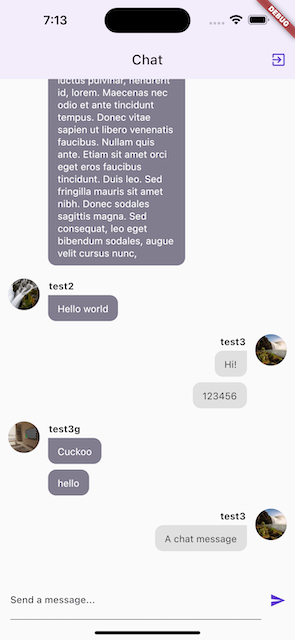 7:13
DEBUG
Chat
luctus pulvinar, hendrerit
id, lorem. Maecenas nec
odio et ante tincidunt
tempus. Donec vitae
sapien ut libero venenatis
faucibus. Nullam quis
ante. Etiam sit amet orci
eget eros faucibus
tincidunt. Duis leo. Sed
fringilla mauris sit amet
nibh. Donec sodales
sagittis magna. Sed
consequat, leo eget
bibendum sodales, augue
velit cursus nunc,
test2
Hello world
test3
Hi!
123456
test3g
Cuckoo
hello
test3
A chat message
Send a message...